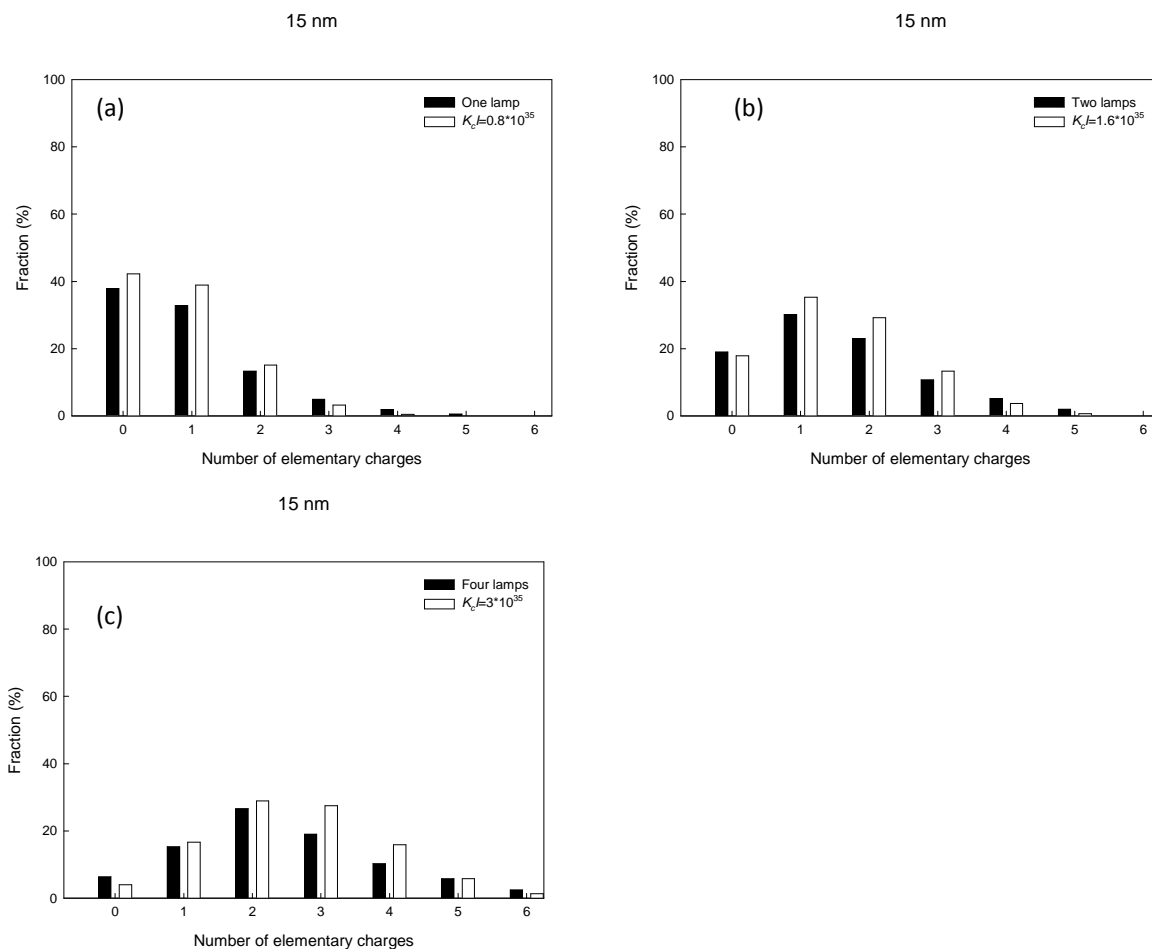 15 nm
(a)
One lamp
KcI=0.8*10^35
100
80
60
40
20
0
Fraction (%)
0 1 2 3 4 5 6
Number of elementary charges
15 nm
(b)
Two lamps
KcI=1.6*10^35
100
80
60
40
20
0
Fraction (%)
0 1 2 3 4 5 6
Number of elementary charges
15 nm
(c)
Four lamps
KcI=3*10^35
100
80
60
40
20
0
Fraction (%)
0 1 2 3 4 5 6
Number of elementary charges